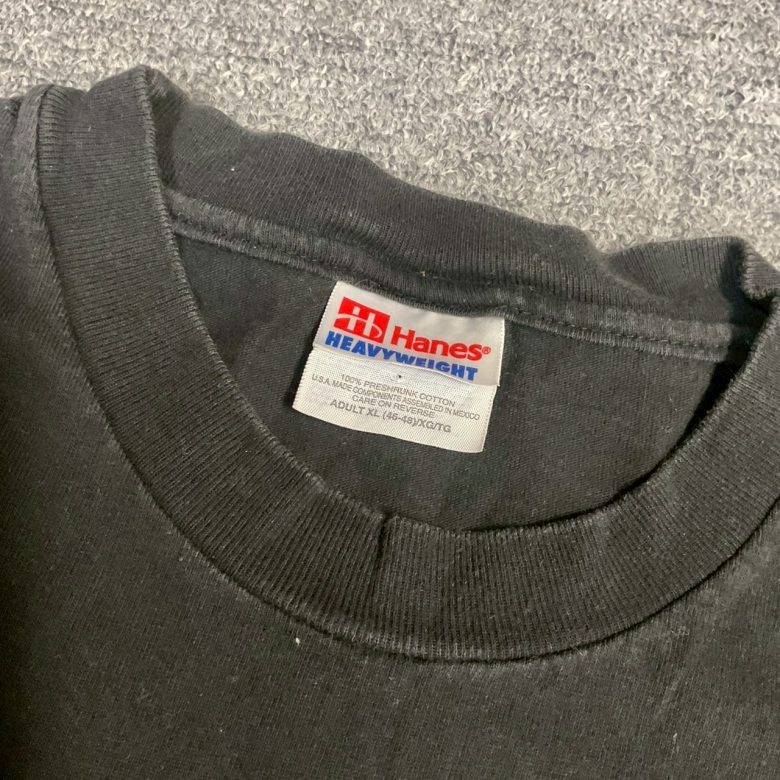 Hanes®
HEAVYWEIGHT
100% PRESHRUNK COTTON
U.S.A. MADE COMPONENTS ASSEMBLED IN MEXICO
CARE ON REVERSE
ADULT XL (46-48)/XG/TG